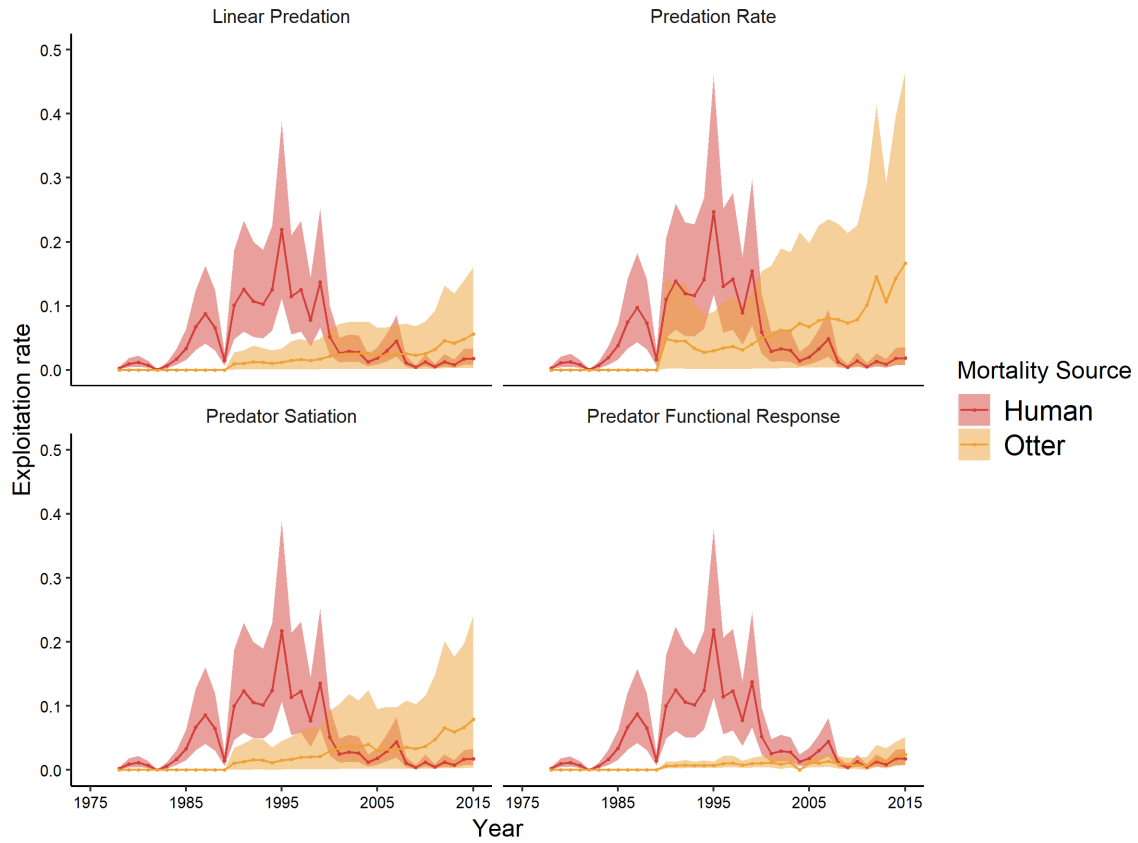 Linear Predation
Predation Rate
0.5
0.4
0.3
0.2
0.1
0.0
Predator Satiation
Predator Functional Response
0.5
0.4
0.3
0.2
0.1
0.0
1975
1985
1995
2005
2015
1975
1985
1995
2005
2015
Exploitation rate
Year
Mortality Source
Human
Otter